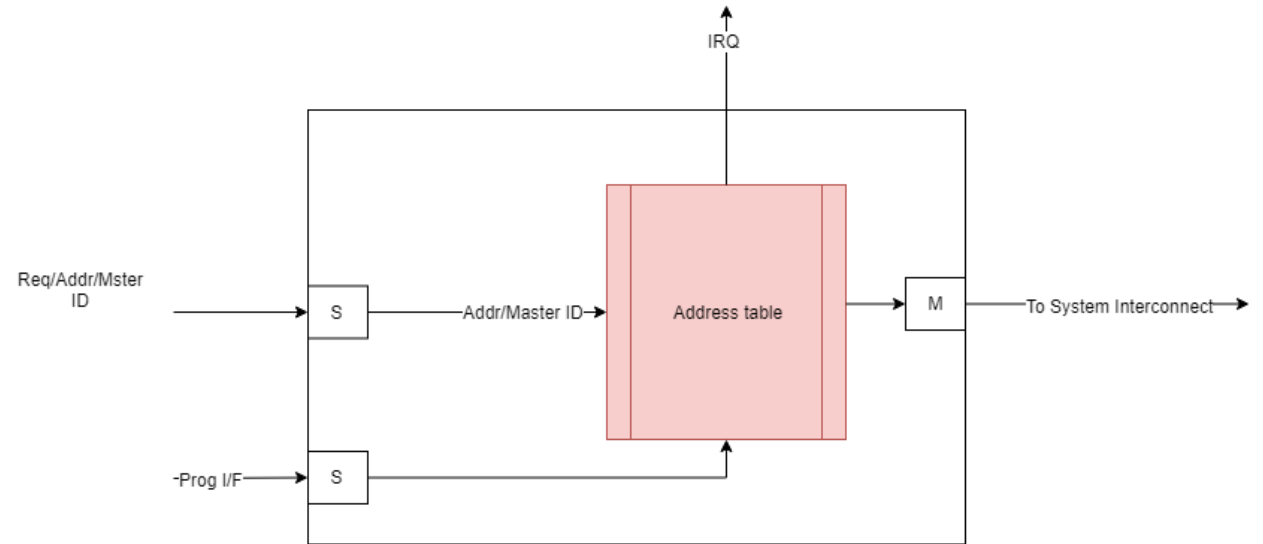 IRQ
Req/Addr/Mster
ID
S
Addr/Master ID
Address table
M
To System Interconnect
-Prog I/F
S